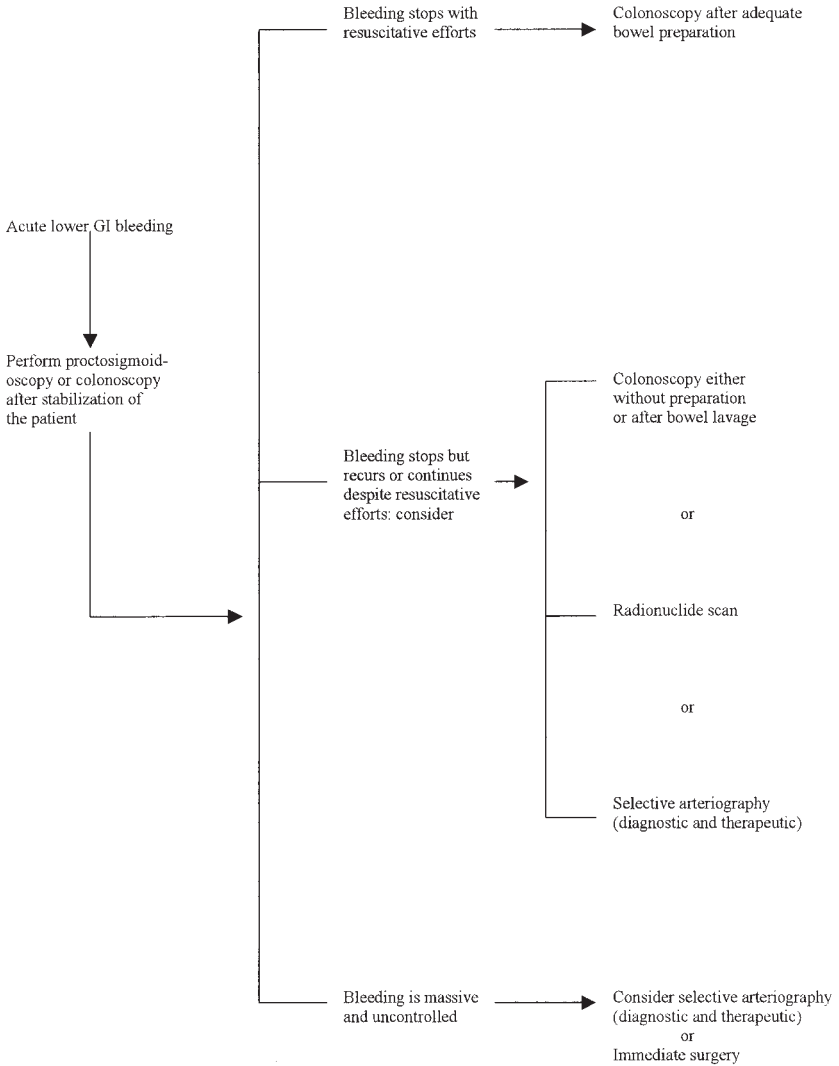 Acute lower GI bleeding
Perform proctosigmoid-
oscopy or colonoscopy
after stabilization of
the patient
Bleeding stops with
resuscitative efforts
Colonoscopy after adequate
bowel preparation
Bleeding stops but
recurs or continues
despite resuscitative
efforts: consider
Colonoscopy either
without preparation
or after bowel lavage
or
Radionuclide scan
or
Selective arteriography
(diagnostic and therapeutic)
Bleeding is massive
and uncontrolled
Consider selective arteriography
(diagnostic and therapeutic)
or
Immediate surgery